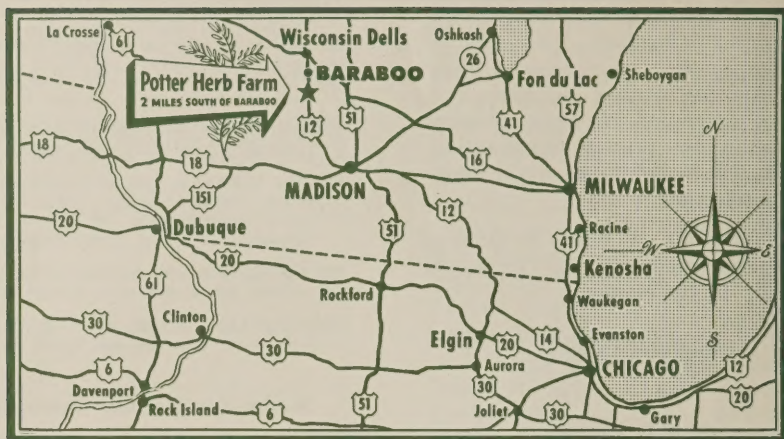 La Crosse
61
Wisconsin Dells
Oshkosh
26
BARABOO
Potter Herb Farm
2 MILES SOUTH OF BARABOO
Fon du Lac
Sheboygan
57
12
51
41
N
18
18
16
MADISON
MILWAUKEE
151
12
20
Dubuque
51
41
Racine
W
E
20
Kenosha
61
Rockford
Waukegan
S
30
Clinton
Elgin
14
Evanston
30
20
CHICAGO
12
6
Aurora
Davenport
30
20
Rock Island
6
51
Joliet
30
Gary